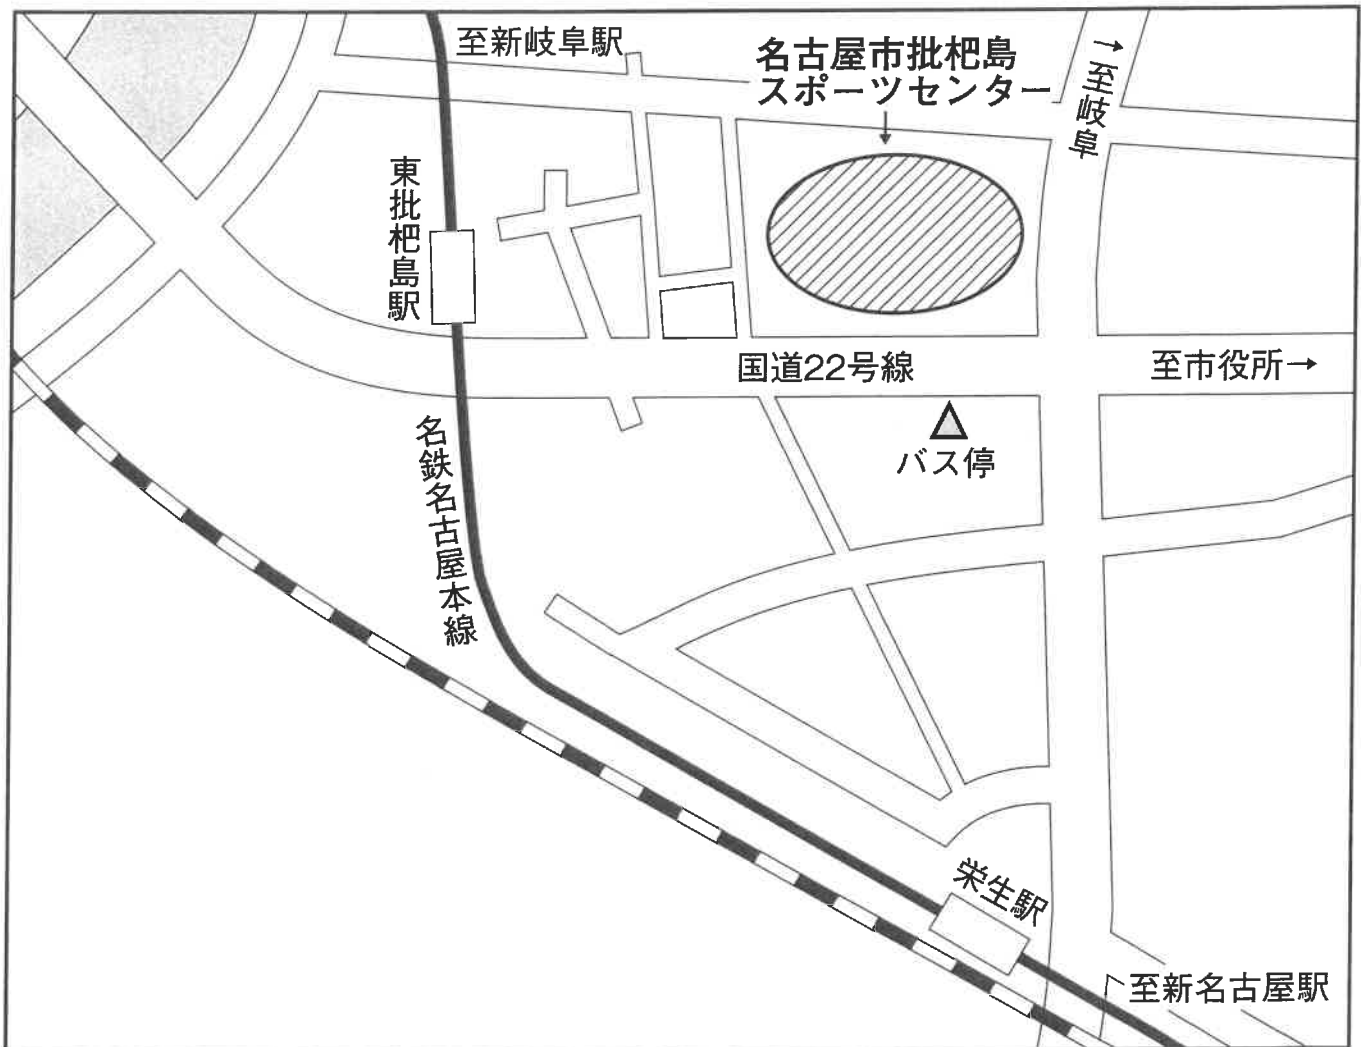 至新岐阜駅
名古屋市枇杷島
スポーツセンター
→至岐阜
東枇杷島駅
国道22号線
至市役所→
バス停
名鉄名古屋本線
栄生駅
至新名古屋駅